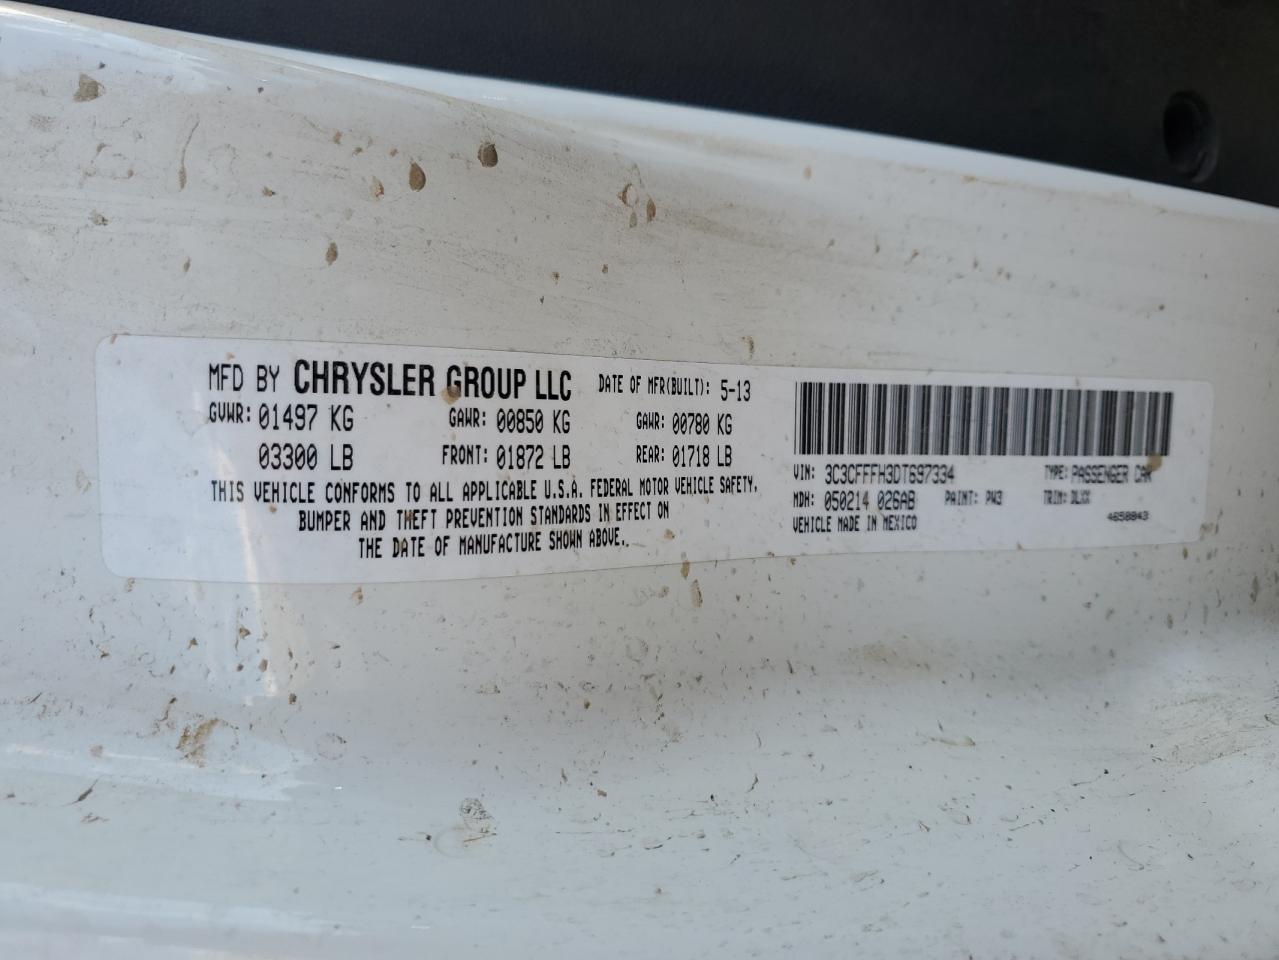 MFD BY CHRYSLER GROUP LLC DATE OF MFR(BUILT): 5-13
GVWR: 01497 KG GAWR: 00850 KG GAWR: 00780 KG
03300 LB FRONT: 01872 LB REAR: 01718 LB
THIS VEHICLE CONFORMS TO ALL APPLICABLE U.S.A. FEDERAL MOTOR VEHICLE SAFETY,
BUMPER AND THEFT PREVENTION STANDARDS IN EFFECT ON
THE DATE OF MANUFACTURE SHOWN ABOVE.
VIN: 3C3CFFFH3DT697334 TYPE: PASSENGER CAR
MDH: 050214 026AB PAINT: PW3 TRIM: DLXX
VEHICLE MADE IN MEXICO 4658843